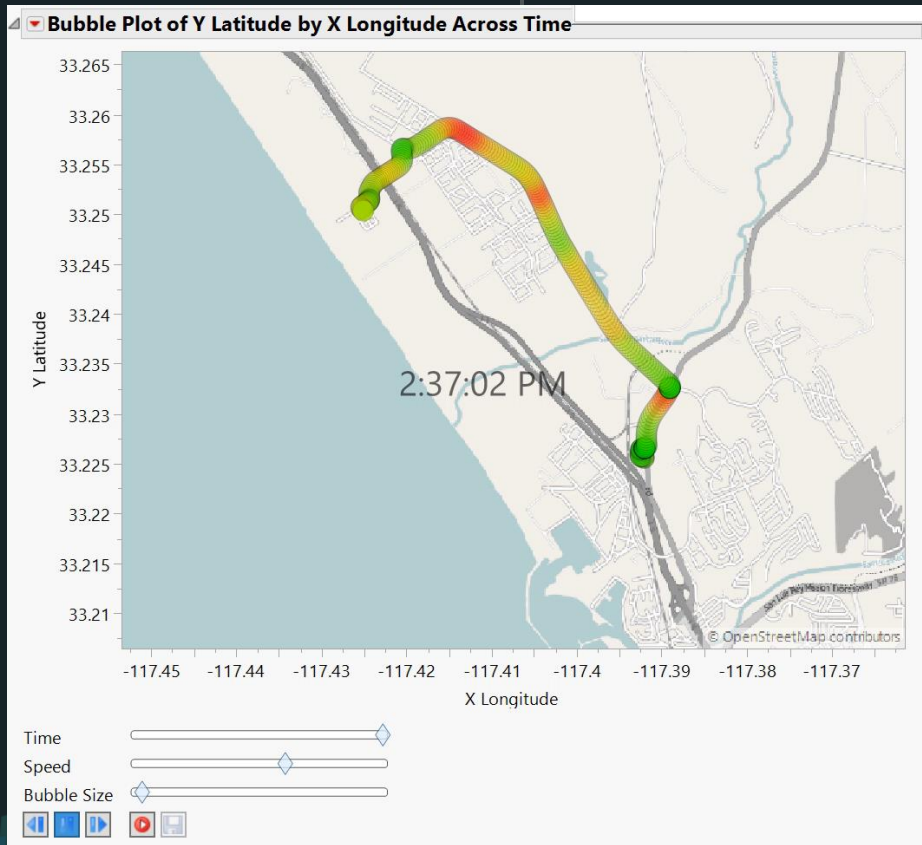 Bubble Plot of Y Latitude by X Longitude Across Time
33.265
33.26
33.255
33.25
33.245
33.24
33.235
33.23
33.225
33.22
33.215
33.21
Y Latitude
2:37:02 PM
© OpenStreetMap contributors
-117.45
-117.44
-117.43
-117.42
-117.41
-117.4
-117.39
-117.38
-117.37
X Longitude
Time
Speed
Bubble Size